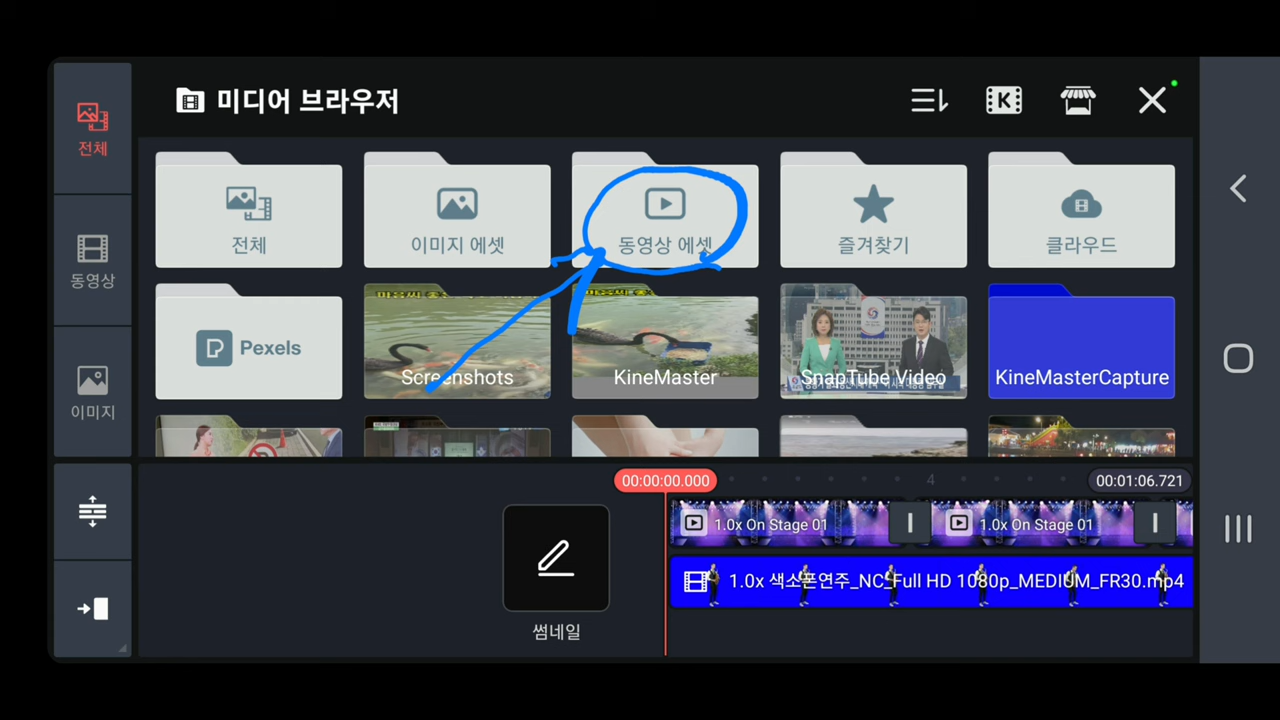 미디어 브라우저
전체
동영상
이미지
전체
이미지 에셋
동영상 에셋
즐겨찾기
클라우드
Pexels
Screenshots
KineMaster
SnapTube Video
KineMasterCapture
00:00:00.000
4
00:01:06.721
1.0x On Stage 01
1.0x On Stage 01
1.0x 색소폰연주_NC_Full HD 1080p_MEDIUM_FR30.mp4
썸네일